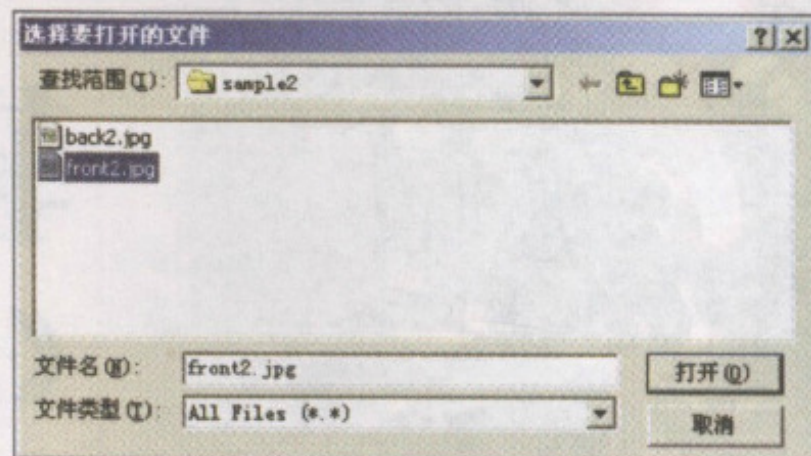 选择要打开的文件
查找范围(I): sample2
back2.jpg
front2.jpg
文件名(N): front2.jpg 打开(O)
文件类型(T): All Files (*.*)
取消